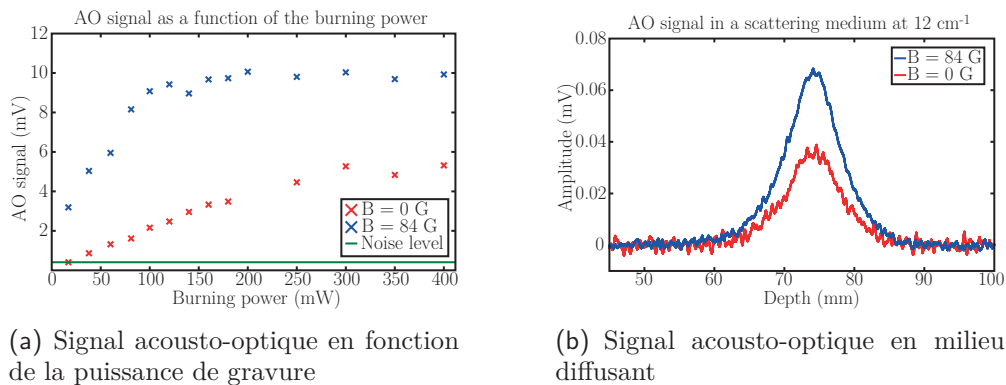 AO signal as a function of the burning power
12
10
8
6
4
2
AO signal (mV)
B = 0 G
B = 84 G
Noise level
0 50 100 150 200 250 300 350 400
Burning power (mW)
(a) Signal acousto-optique en fonction
de la puissance de gravure
AO signal in a scattering medium at 12 cm⁻¹
0.08
0.06
0.04
0.02
0
Amplitude (mV)
B = 84 G
B = 0 G
50 60 70 80 90 100
Depth (mm)
(b) Signal acousto-optique en milieu
diffusant